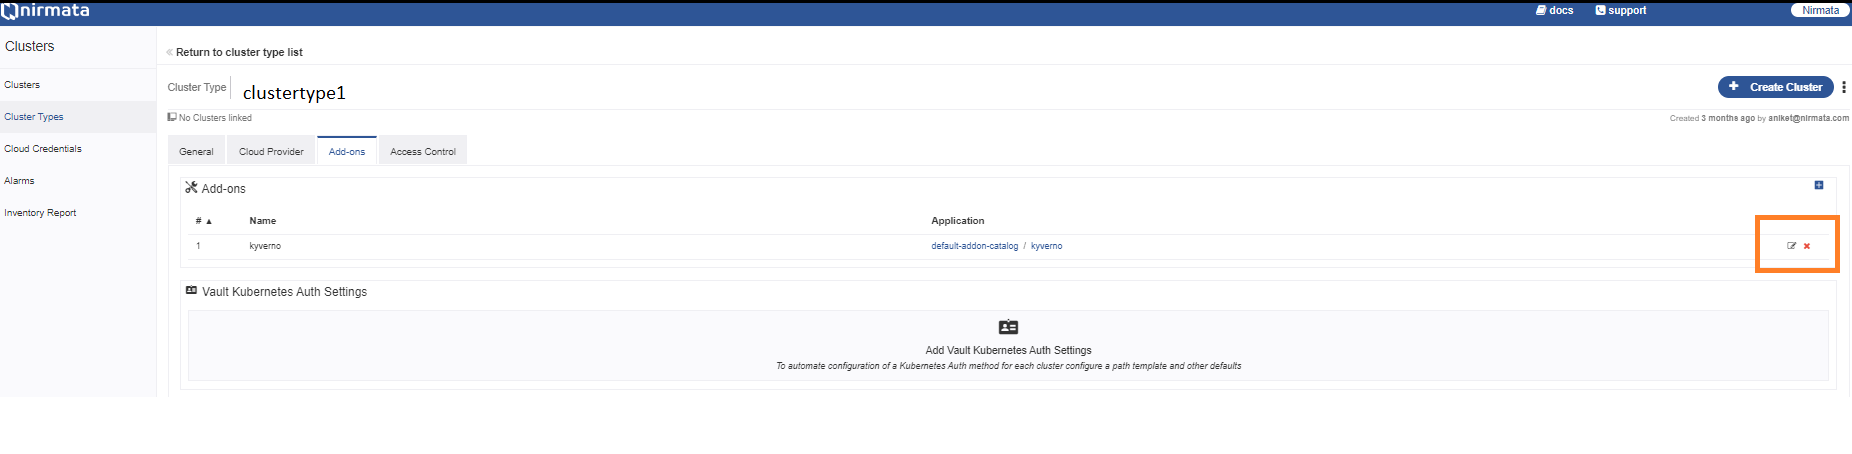 nirmata
docs
support
Nirmata
Clusters
Clusters
Cluster Types
Cloud Credentials
Alarms
Inventory Report
« Return to cluster type list
Cluster Type
clustertype1
+ Create Cluster
No Clusters linked
Created 3 months ago by aniket@nirmata.com
General
Cloud Provider
Add-ons
Access Control
Add-ons
# ▲ Name Application
1 kyverno default-addon-catalog / kyverno
Vault Kubernetes Auth Settings
Add Vault Kubernetes Auth Settings
To automate configuration of a Kubernetes Auth method for each cluster configure a path template and other defaults